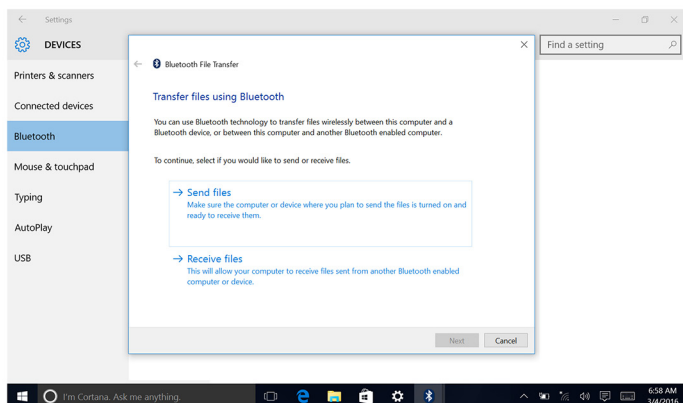 Settings
DEVICES
Find a setting
Printers & scanners
Connected devices
Bluetooth
Mouse & touchpad
Typing
AutoPlay
USB
Bluetooth File Transfer
Transfer files using Bluetooth
You can use Bluetooth technology to transfer files wirelessly between this computer and a
Bluetooth device, or between this computer and another Bluetooth enabled computer.
To continue, select if you would like to send or receive files.
Send files
Make sure the computer or device where you plan to send the files is turned on and
ready to receive them.
Receive files
This will allow your computer to receive files sent from another Bluetooth enabled
computer or device.
Next
Cancel
I'm Cortana. Ask me anything.
6:58 AM
3/4/2016